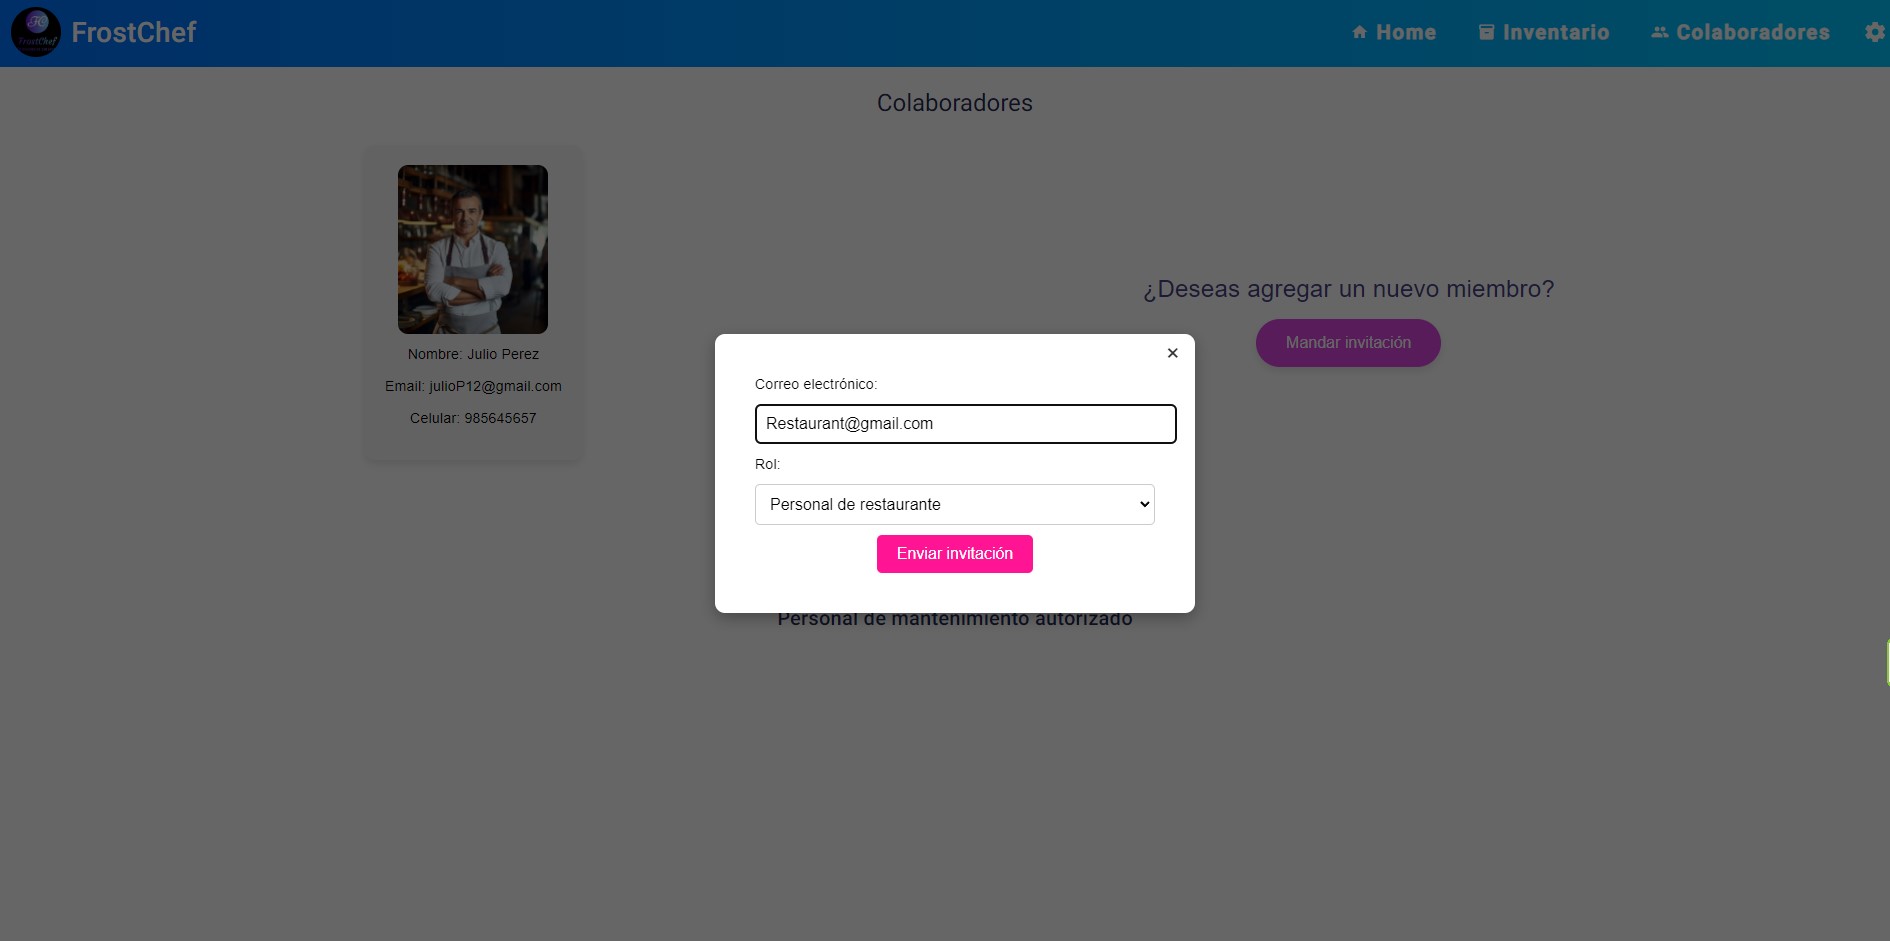 FrostChef
Home
Inventario
Colaboradores
Colaboradores
Nombre: Julio Perez
Email: julioP12@gmail.com
Celular: 985645657
¿Deseas agregar un nuevo miembro?
Mandar invitación
×
Correo electrónico:
Restaurant@gmail.com
Rol:
Personal de restaurante
Enviar invitación
Personal de mantenimiento autorizado